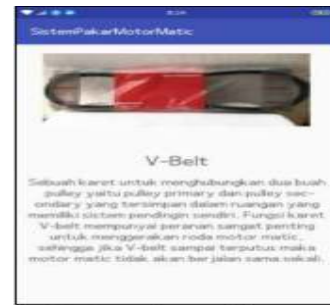 SistemPakarMotorMatic
V-Belt
Sebuah karet untuk menghubungkan dua buah
pulley yaitu pulley primary dan pulley sec-
ondary yang tersimpan dalam ruangan yang
memiliki sistem pendingin sendiri. Fungsi karet
V-belt mempunyai peranan sangat penting
untuk menggerakan roda motor matic,
sehingga jika V-belt sampai terputus maka
motor matic tidak akan berjalan sama sekali.